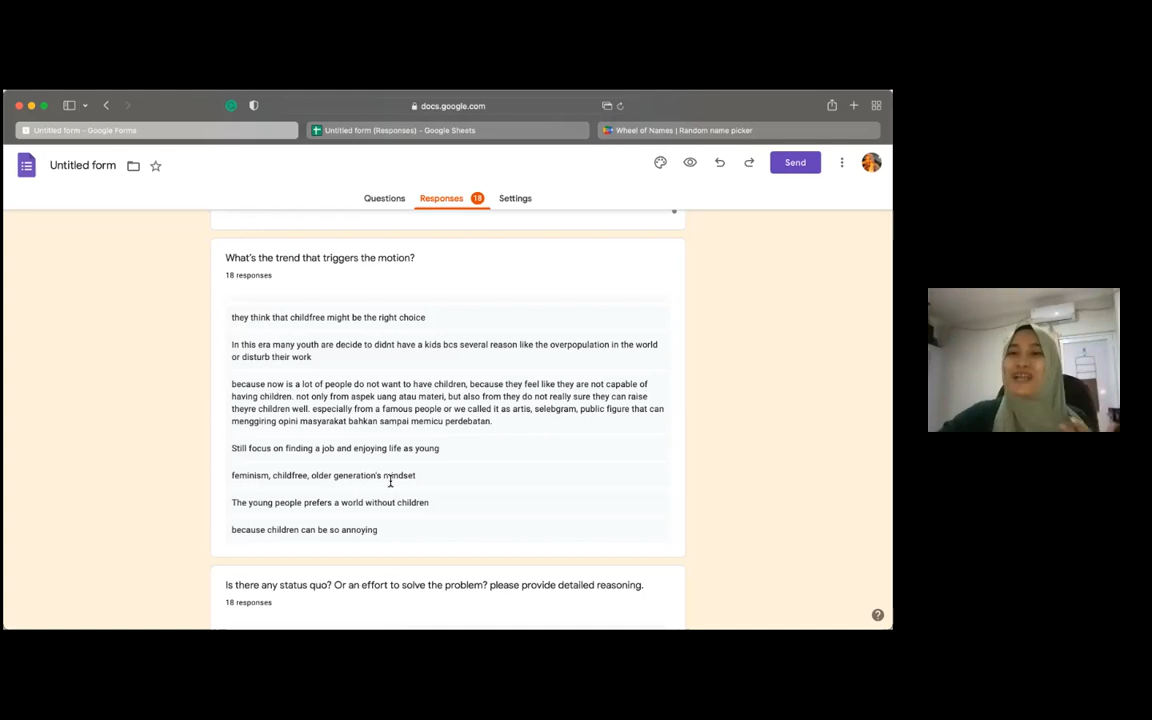 docs.google.com
Untitled form - Google Forms
Untitled form (Responses) - Google Sheets
Wheel of Names | Random name picker
Untitled form
Send
Questions
Responses 18
Settings
What's the trend that triggers the motion?
18 responses
they think that childfree might be the right choice
In this era many youth are decide to didnt have a kids bcs several reason like the overpopulation in the world
or disturb their work
because now is a lot of people do not want to have children, because they feel like they are not capable of
having children. not only from aspek uang atau materi, but also from they do not really sure they can raise
theyre children well. especially from a famous people or we called it as artis, selebgram, public figure that can
menggiring opini masyarakat bahkan sampai memicu perdebatan.
Still focus on finding a job and enjoying life as young
feminism, childfree, older generation's mindset
The young people prefers a world without children
because children can be so annoying
Is there any status quo? Or an effort to solve the problem? please provide detailed reasoning.
18 responses